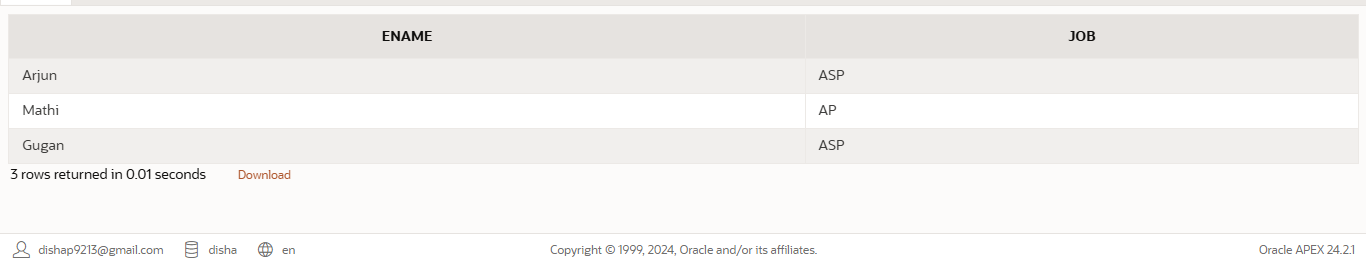 ENAME JOB
Arjun ASP
Mathi AP
Gugan ASP
3 rows returned in 0.01 seconds Download
dishap9213@gmail.com disha en Copyright © 1999, 2024, Oracle and/or its affiliates. Oracle APEX 24.2.1